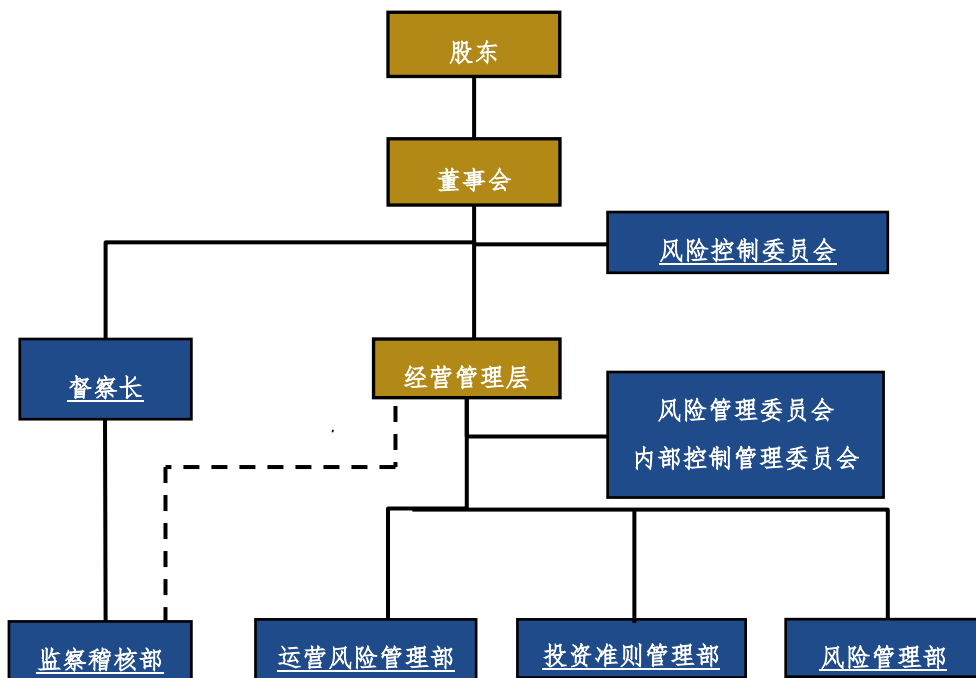 股东
董事会
风险控制委员会
督察长
经营管理层
风险管理委员会
内部控制管理委员会
监察稽核部
运营风险管理部
投资准则管理部
风险管理部